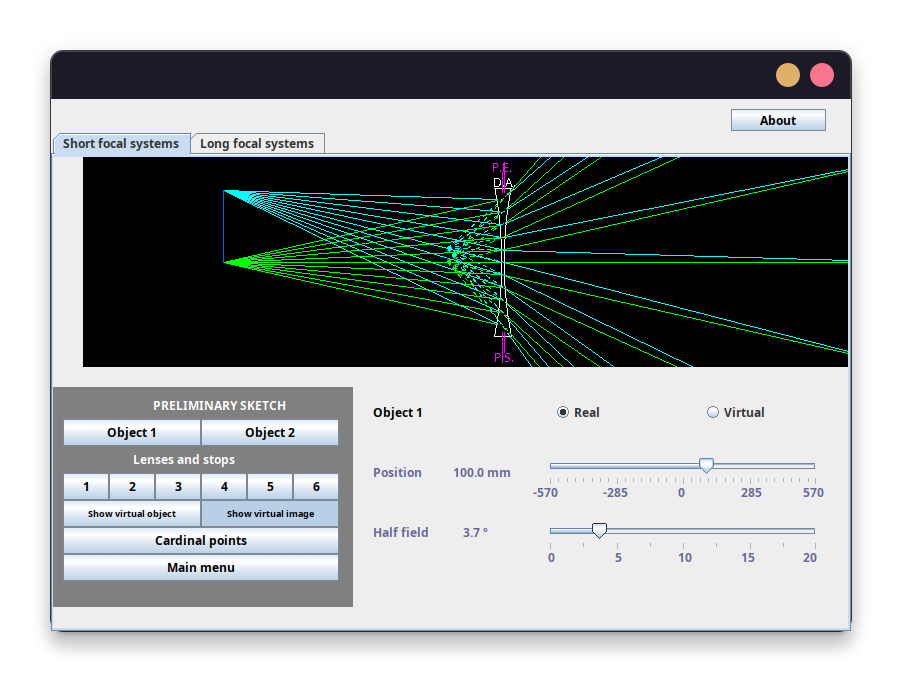 About
Short focal systems
Long focal systems
P.E.
D.A.
P.S.
PRELIMINARY SKETCH
Object 1
Object 2
Lenses and stops
1 2 3 4 5 6
Show virtual object
Show virtual image
Cardinal points
Main menu
Object 1
Real
Virtual
Position
100.0 mm
-570 -285 0 285 570
Half field
3.7 º
0 5 10 15 20